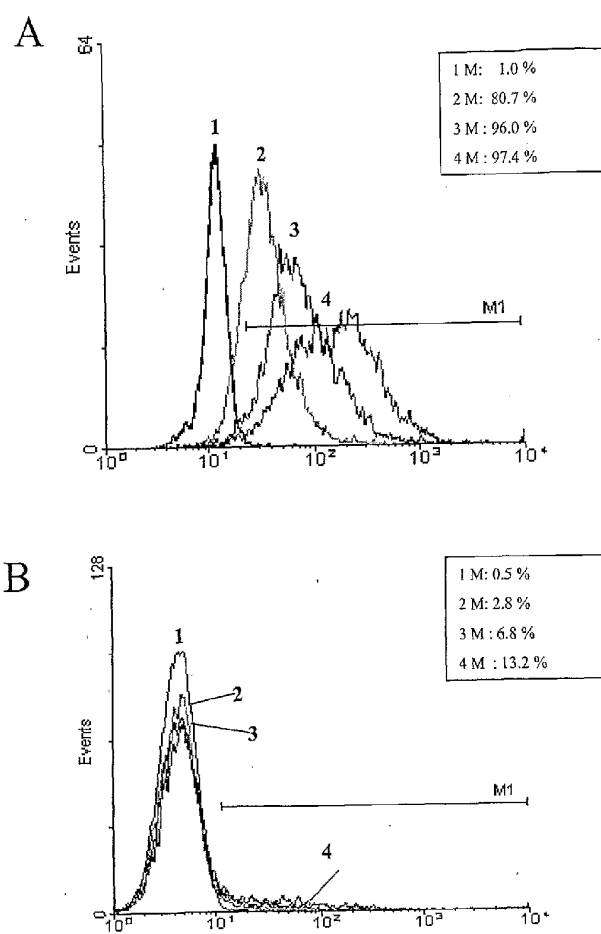 A
64
1 M: 1.0 %
2 M: 80.7 %
3 M : 96.0 %
4 M : 97.4 %
1
2
3
4
Events
M1
0
10⁰ 10¹ 10² 10³ 10⁴
B
128
1 M: 0.5 %
2 M: 2.8 %
3 M : 6.8 %
4 M : 13.2 %
1
2
3
Events
M1
4
0
10⁰ 10¹ 10² 10³ 10⁴